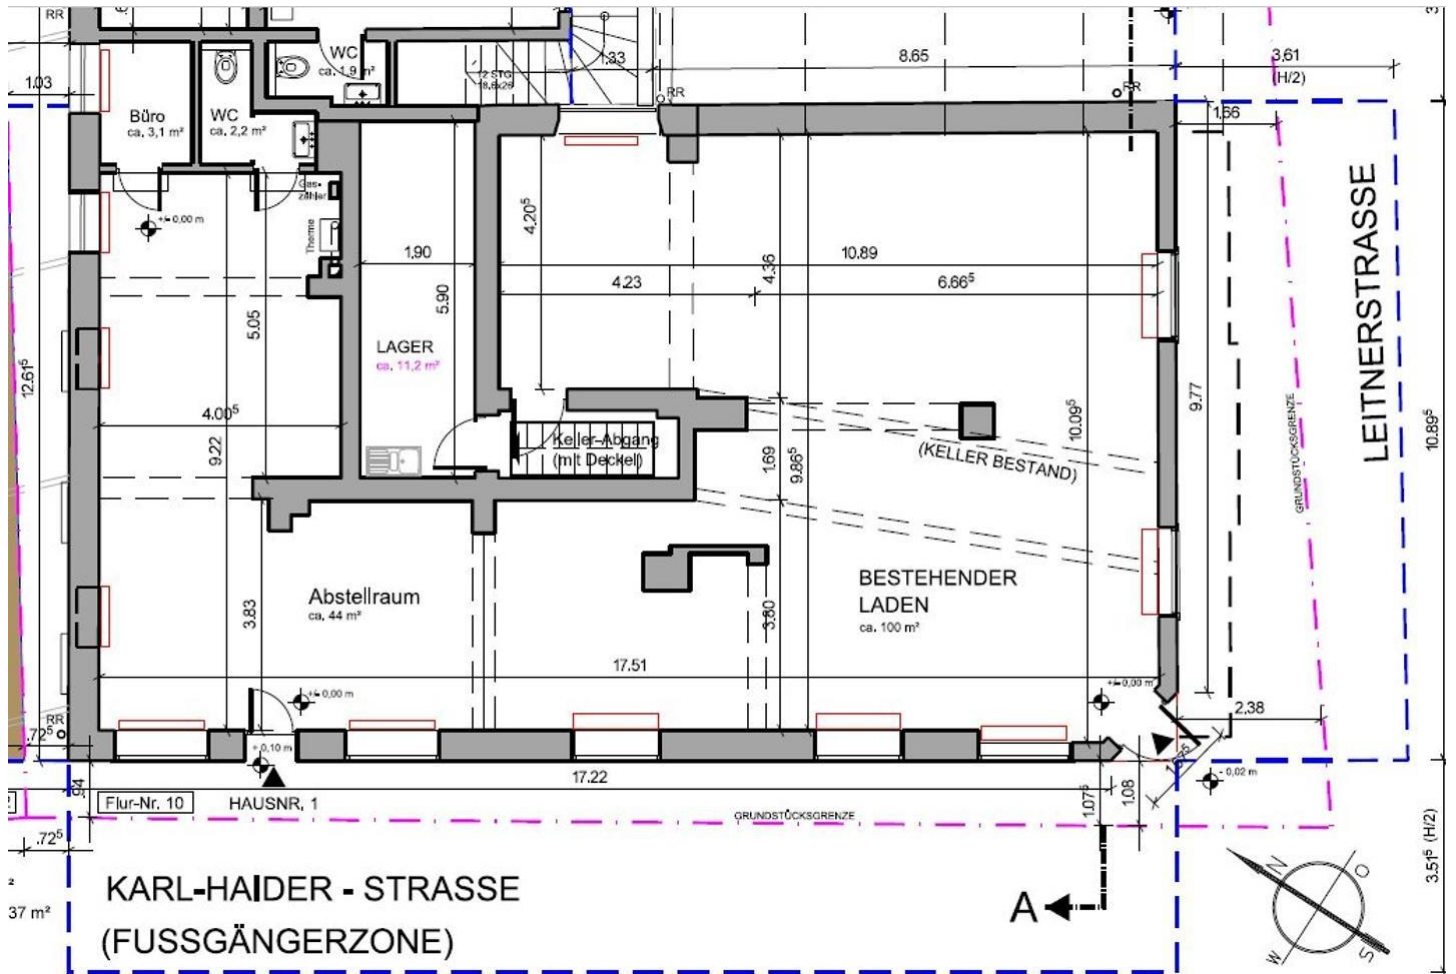 RR
WC
ca. 1,9 m²
1.33
8.65
3.61
(H/2)
1.03
12 STG
RR
RR
1.66
Büro
ca. 3,1 m²
WC
ca. 2,2 m²
Gas-
zähler
Therme
+/- 0,00 m
4.20⁵
1.90
5.90
10.89
4.36
4.23
6.66⁵
5.05
LAGER
ca. 11,2 m²
LEITNERSTRASSE
12.61⁵
4.00⁵
9.22
Keller-Abgang
(mit Deckel)
1.69
9.86⁵
(KELLER BESTAND)
10.09⁵
9.77
GRUNDSTÜCKSGRENZE
10.89⁵
Abstellraum
ca. 44 m²
3.83
3.80
BESTEHENDER
LADEN
ca. 100 m²
17.51
+/- 0,00 m
+/- 0,00 m
2.38
RR
.72⁵
+ 0,10 m
- 0,02 m
17.22
Flur-Nr. 10
HAUSNR. 1
1.07⁵
1.08
GRUNDSTÜCKSGRENZE
.72⁵
3.51⁵ (H/2)
KARL-HAIDER - STRASSE
(FUSSGÄNGERZONE)
A
N
O
W
S
37 m²